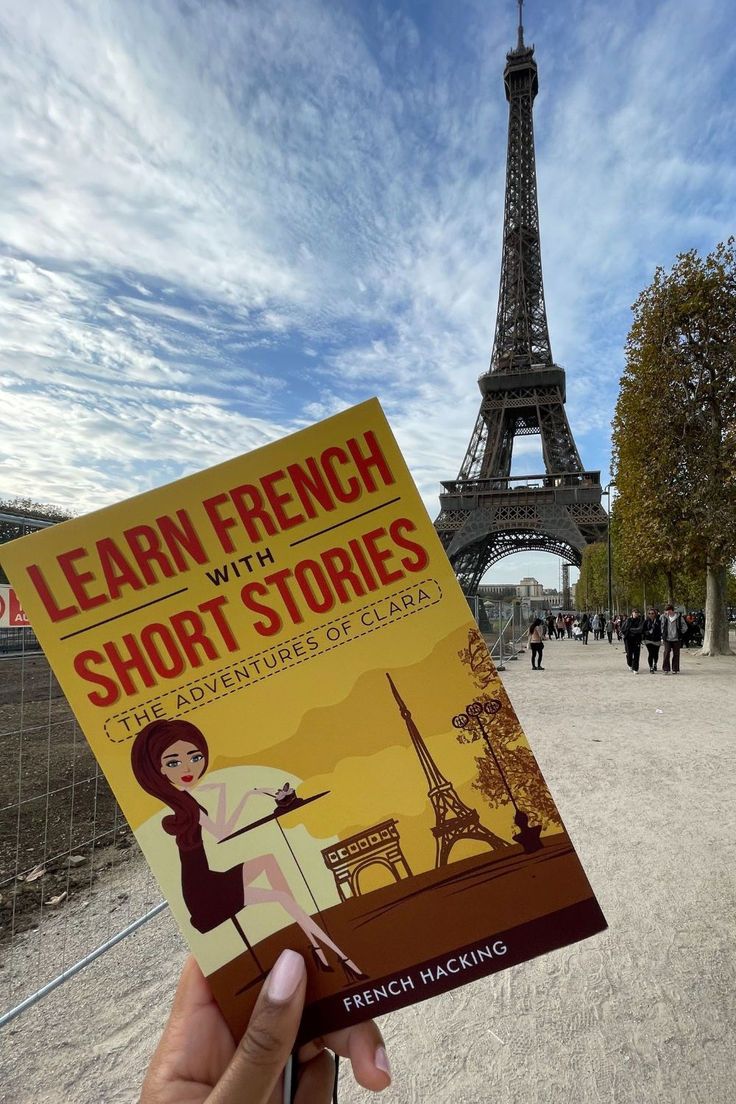 LEARN FRENCH
WITH
SHORT STORIES
THE ADVENTURES OF CLARA
FRENCH HACKING